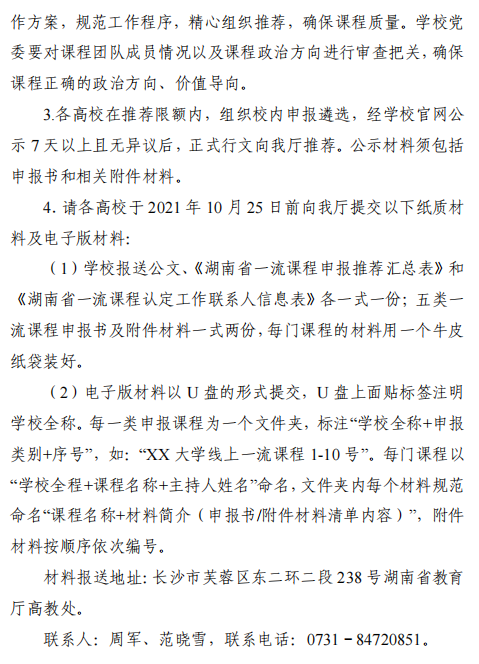 作方案，规范工作程序，精心组织推荐，确保课程质量。学校党
委要对课程团队成员情况以及课程政治方向进行审查把关，确保
课程正确的政治方向、价值导向。
3.各高校在推荐限额内，组织校内申报遴选，经学校官网公
示 7 天以上且无异议后，正式行文向我厅推荐。公示材料须包括
申报书和相关附件材料。
4．请各高校于 2021 年 10 月 25 日前向我厅提交以下纸质材
料及电子版材料：
（1）学校报送公文、《湖南省一流课程申报推荐汇总表》和
《湖南省一流课程认定工作联系人信息表》各一式一份；五类一
流课程申报书及附件材料一式两份，每门课程的材料用一个牛皮
纸袋装好。
（2）电子版材料以 U 盘的形式提交，U 盘上面贴标签注明
学校全称。每一类申报课程为一个文件夹，标注“学校全称+申报
类别+序号”，如：“XX 大学线上一流课程 1-10 号”。每门课程以
“学校全程+课程名称+主持人姓名”命名，文件夹内每个材料规范
命名“课程名称+材料简介（申报书/附件材料清单内容）”，附件
材料按顺序依次编号。
材料报送地址：长沙市芙蓉区东二环二段 238 号湖南省教育
厅高教处。
联系人：周军、范晓雪，联系电话：0731－84720851。